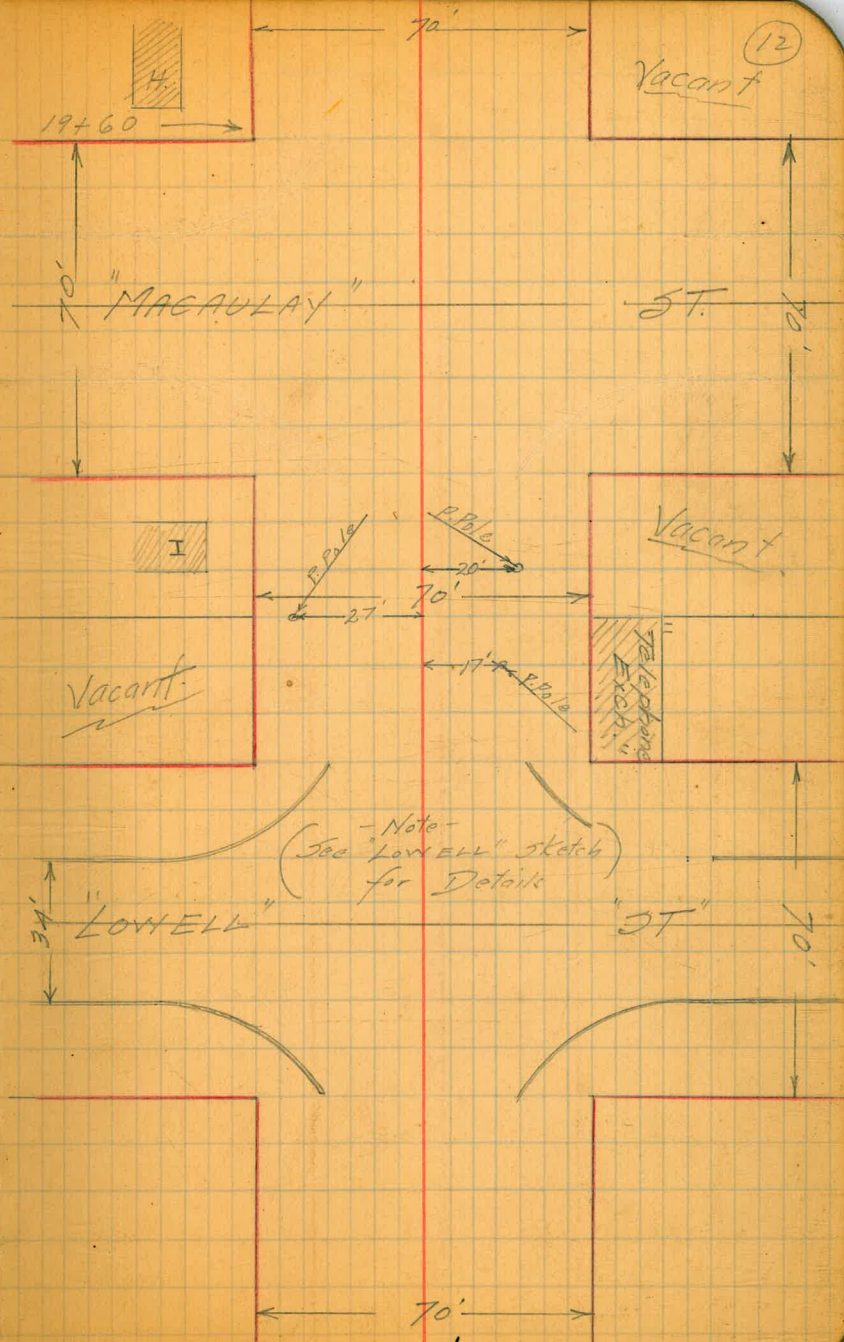 70'
12
H.
Vacant
19+60
70'
"MACAULAY"
ST.
70'
P.Pole
P.Pole
I
Vacant
20'
70'
27'
17'
P.Pole
"Telephone
Exch."
Vacant.
-Note-
(See "LOWELL" Sketch
for Details)
34'
"LOWELL"
"ST"
70'
70'